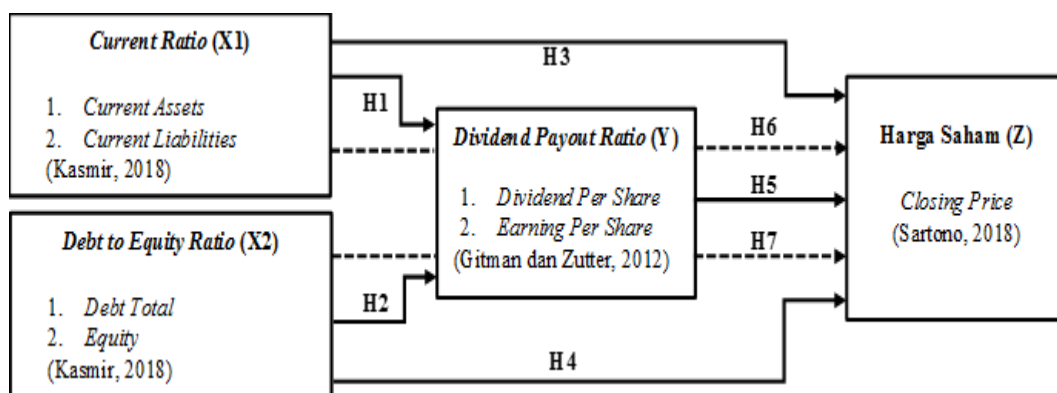 Current Ratio (X1)
1. Current Assets
2. Current Liabilities
(Kasmir, 2018)
Debt to Equity Ratio (X2)
1. Debt Total
2. Equity
(Kasmir, 2018)
H3
H1
H2
H4
Dividend Payout Ratio (Y)
1. Dividend Per Share
2. Earning Per Share
(Gitman dan Zutter, 2012)
H6
H5
H7
Harga Saham (Z)
Closing Price
(Sartono, 2018)